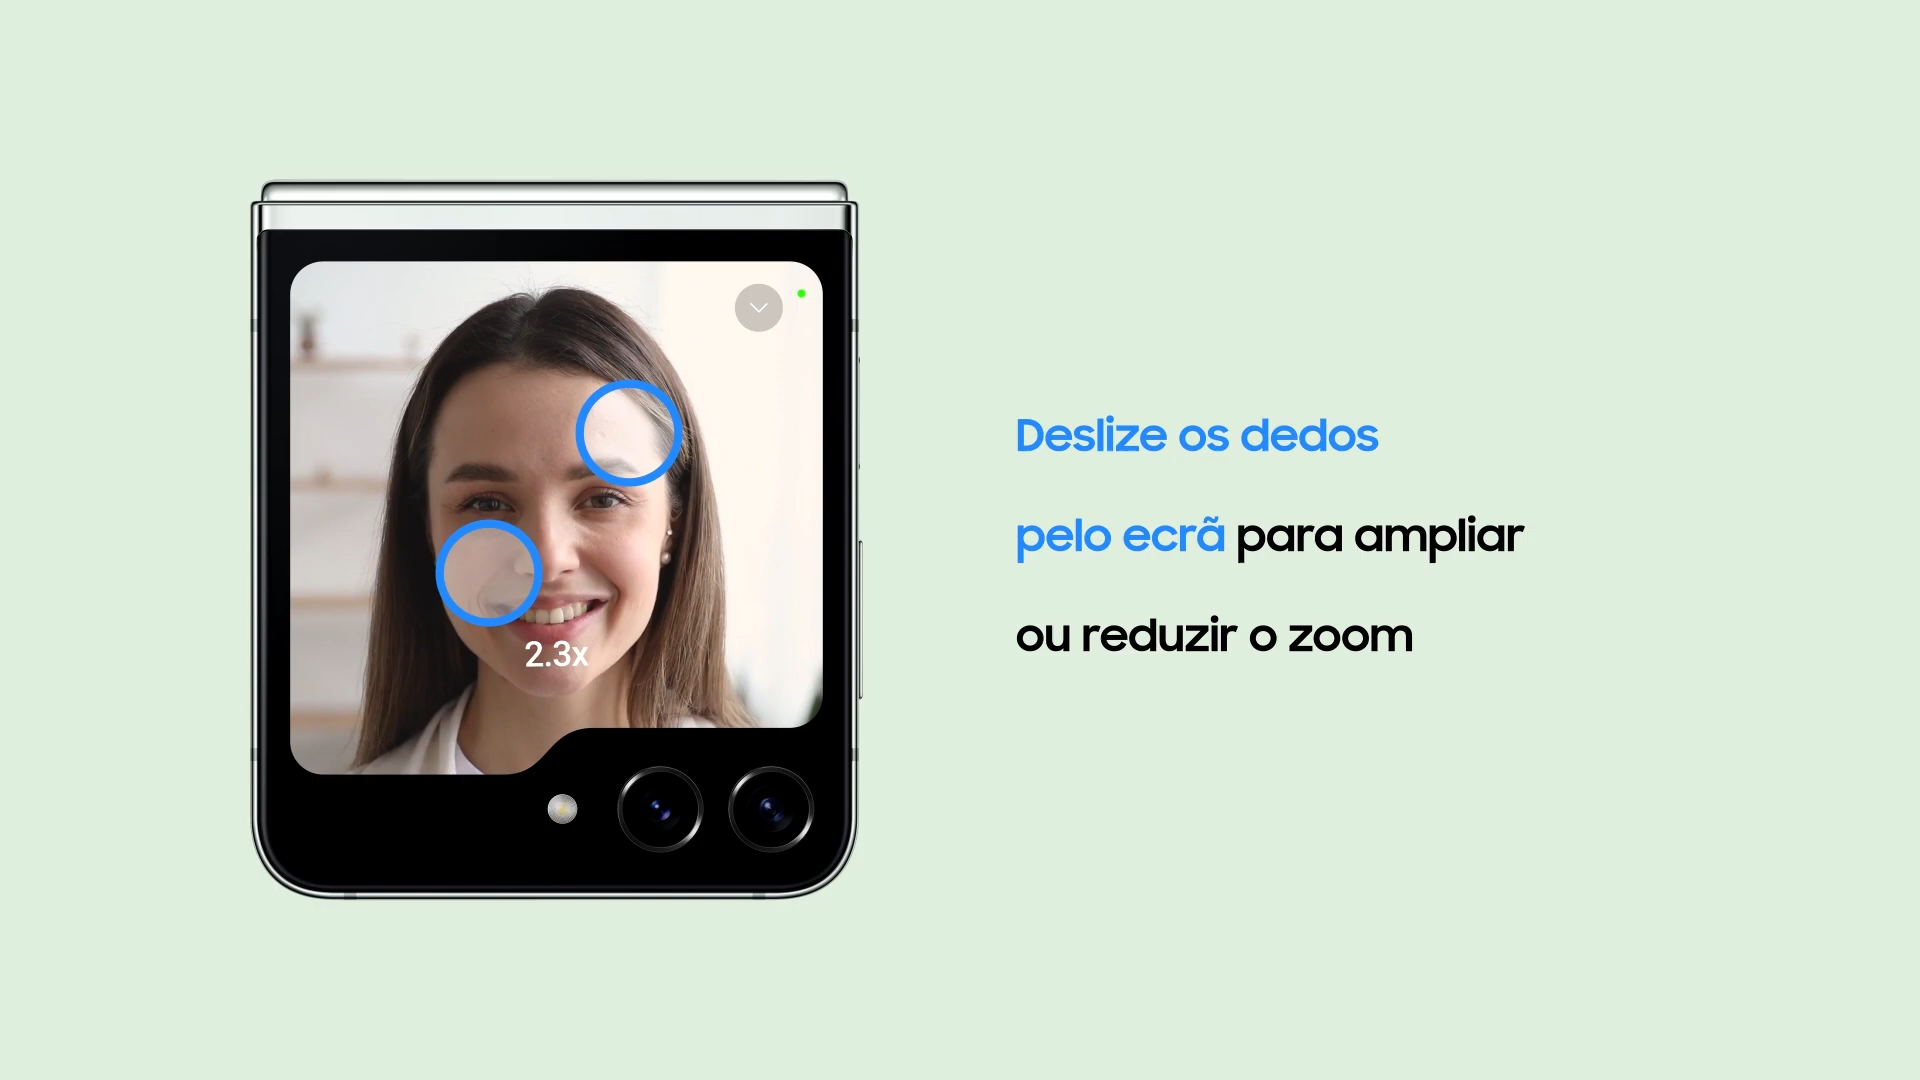 2.3x
Deslize os dedos
pelo ecrã para ampliar
ou reduzir o zoom